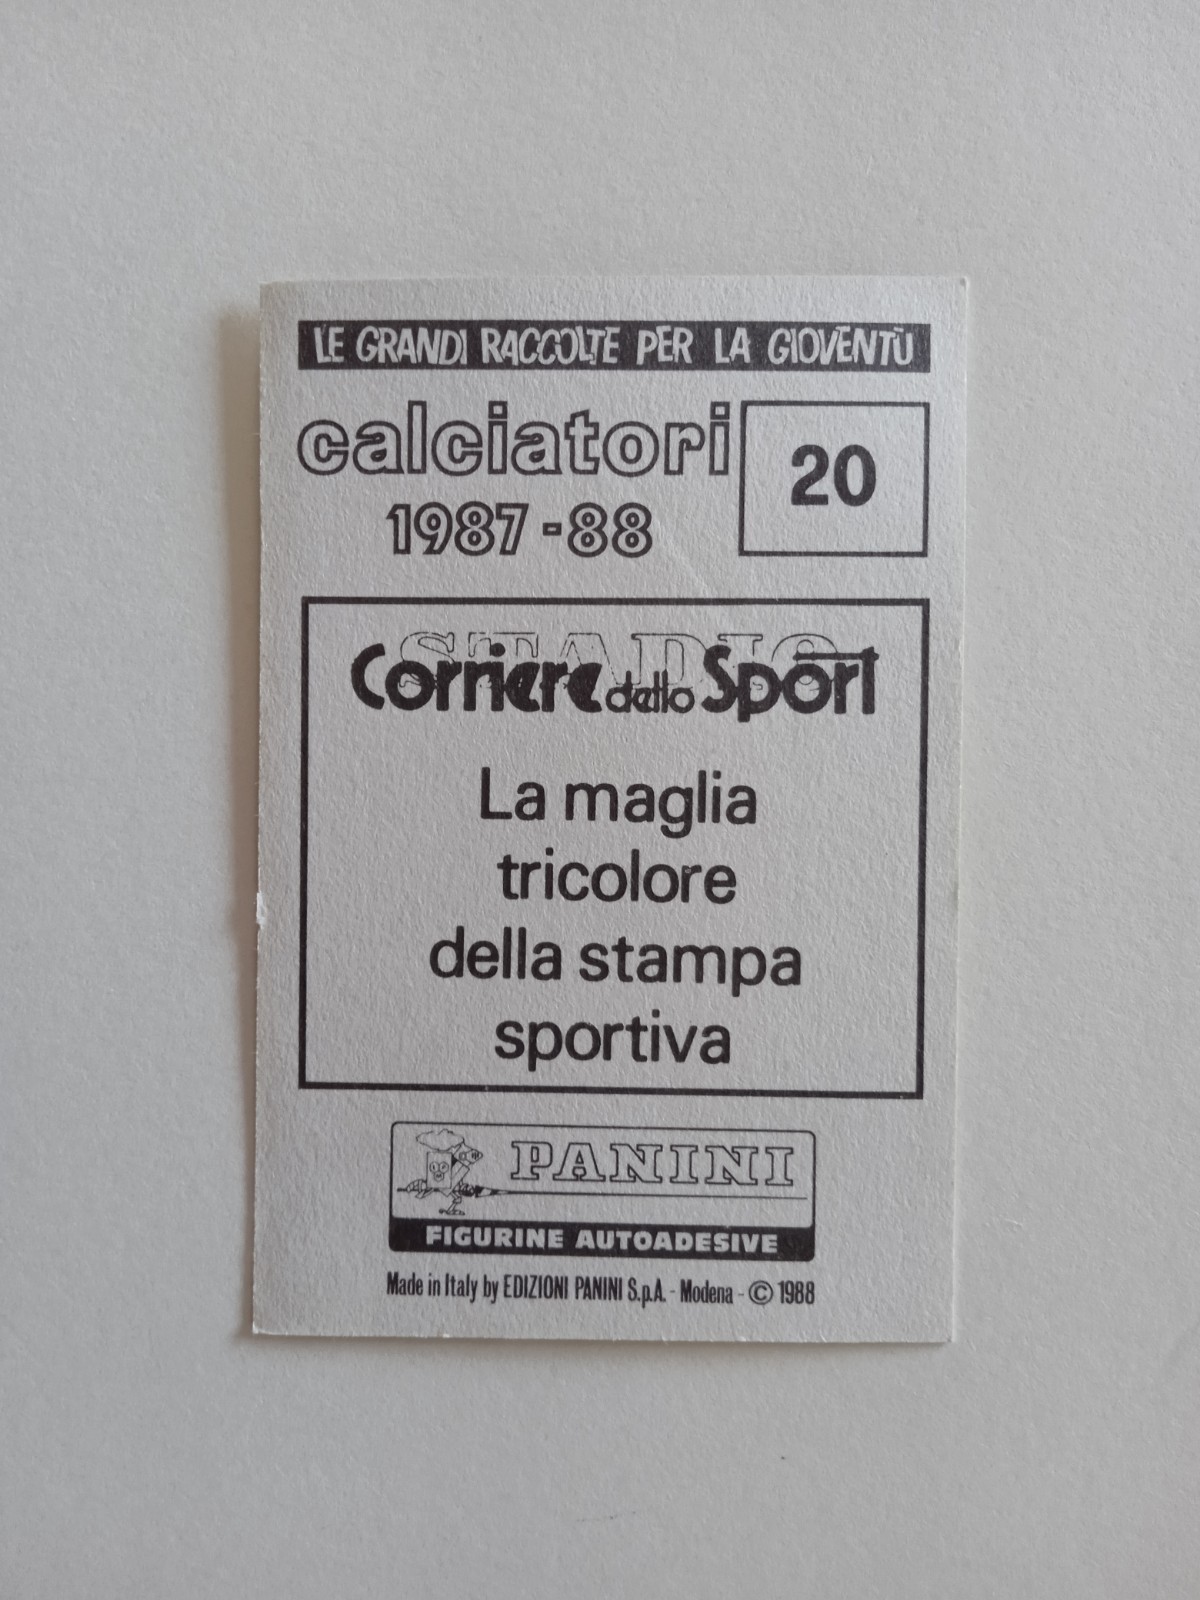 LE GRANDI RACCOLTE PER LA GIOVENTÙ
calciatori
1987-88
20
STADIO
Corriere dello Sport
La maglia
tricolore
della stampa
sportiva
PANINI
FIGURINE AUTOADESIVE
Made in Italy by EDIZIONI PANINI S.p.A. - Modena - © 1988